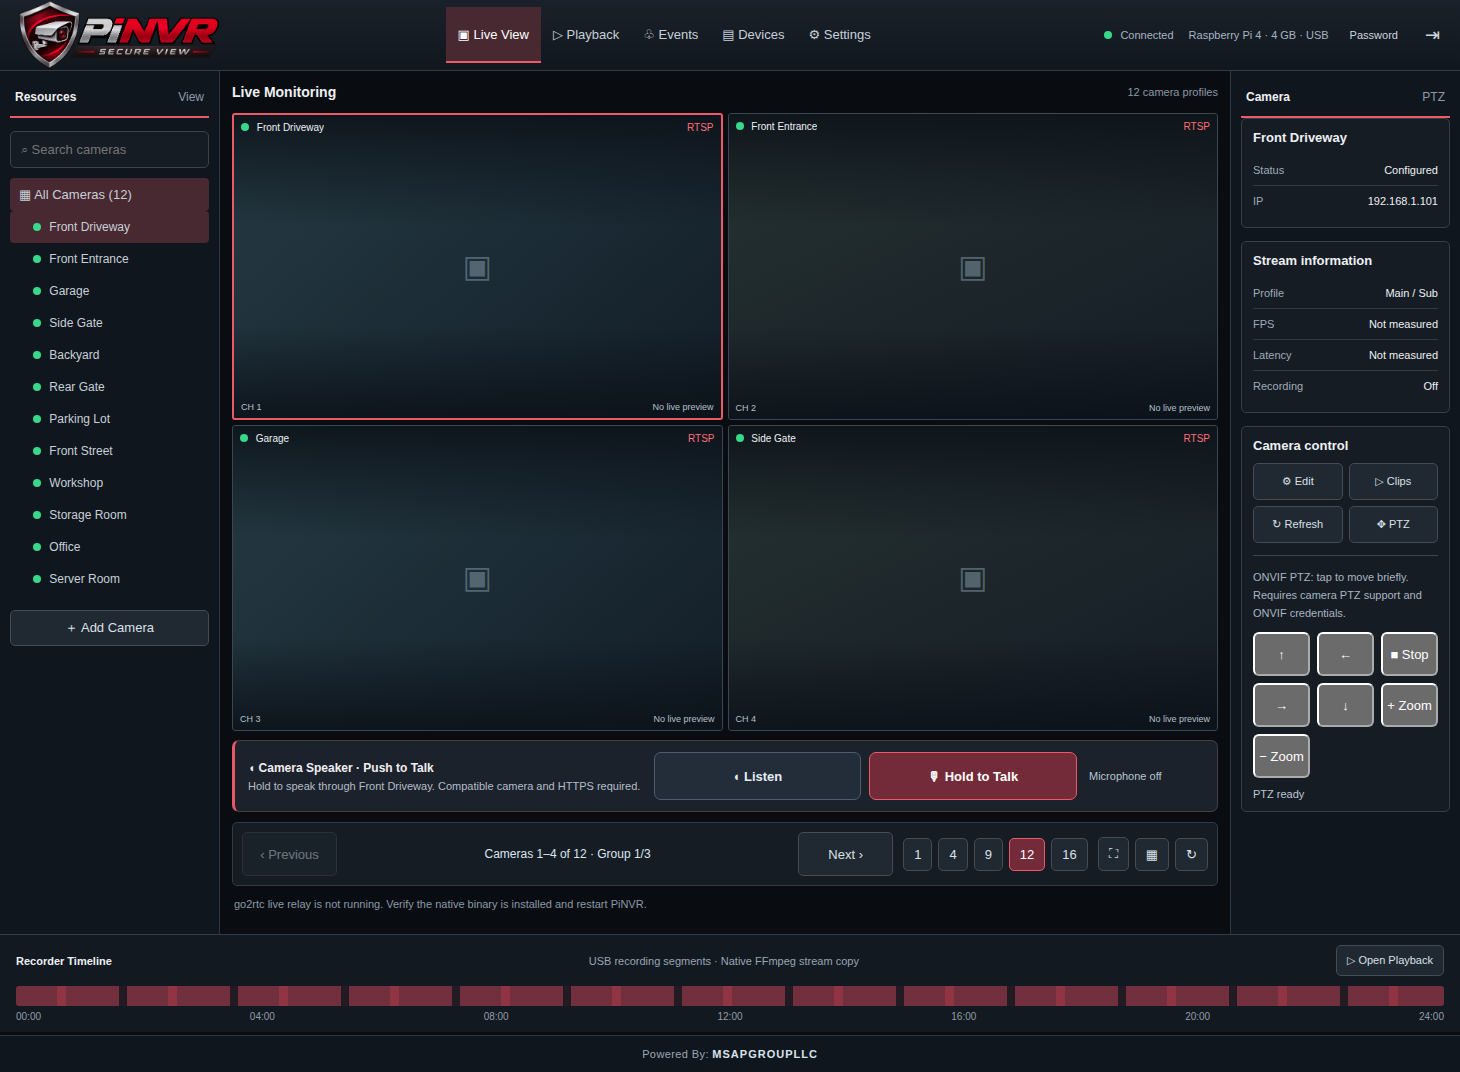 PiNVR
SECURE VIEW
Live View
Playback
Events
Devices
Settings
Connected
Raspberry Pi 4 · 4 GB · USB
Password
Resources
View
Search cameras
All Cameras (12)
Front Driveway
Front Entrance
Garage
Side Gate
Backyard
Rear Gate
Parking Lot
Front Street
Workshop
Storage Room
Office
Server Room
+ Add Camera
Live Monitoring
12 camera profiles
Front Driveway
RTSP
CH 1
No live preview
Front Entrance
RTSP
CH 2
No live preview
Garage
RTSP
CH 3
No live preview
Side Gate
RTSP
CH 4
No live preview
Camera Speaker · Push to Talk
Hold to speak through Front Driveway. Compatible camera and HTTPS required.
Listen
Hold to Talk
Microphone off
‹ Previous
Cameras 1–4 of 12 · Group 1/3
Next ›
1
4
9
12
16
go2rtc live relay is not running. Verify the native binary is installed and restart PiNVR.
Camera
PTZ
Front Driveway
Status
Configured
IP
192.168.1.101
Stream information
Profile
Main / Sub
FPS
Not measured
Latency
Not measured
Recording
Off
Camera control
Edit
Clips
Refresh
PTZ
ONVIF PTZ: tap to move briefly.
Requires camera PTZ support and
ONVIF credentials.
↑
←
■ Stop
→
↓
+ Zoom
− Zoom
PTZ ready
Recorder Timeline
USB recording segments · Native FFmpeg stream copy
Open Playback
00:00
04:00
08:00
12:00
16:00
20:00
24:00
Powered By: MSAPGROUPLLC